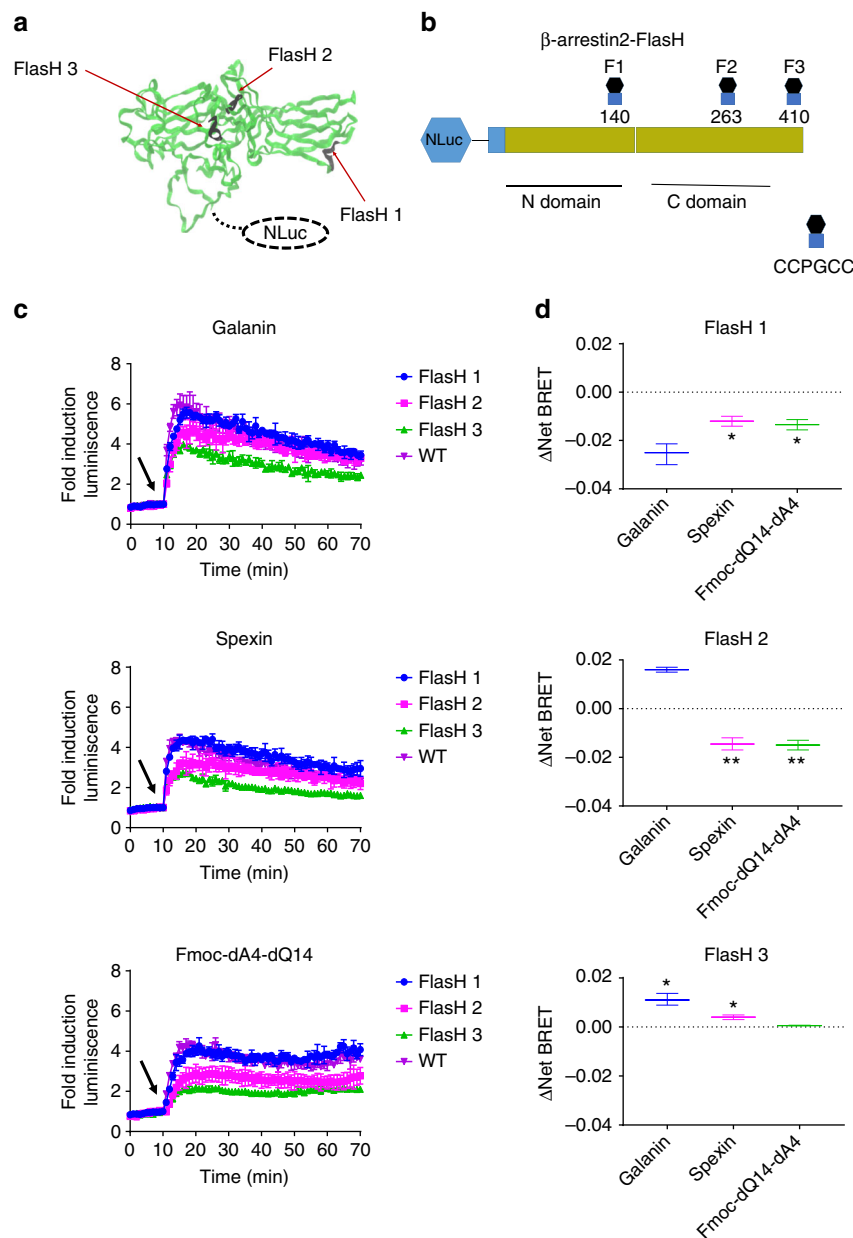 a
FlasH 3
FlasH 2
FlasH 1
NLuc
b
β-arrestin2-FlasH
F1 F2 F3
140 263 410
NLuc
N domain C domain
CCPGCC
c
Galanin
Fold induction
luminiscence
8
6
4
2
0
0 10 20 30 40 50 60 70
Time (min)
FlasH 1
FlasH 2
FlasH 3
WT
Spexin
Fold induction
luminiscence
8
6
4
2
0
0 10 20 30 40 50 60 70
Time (min)
FlasH 1
FlasH 2
FlasH 3
WT
Fmoc-dA4-dQ14
Fold induction
luminiscence
8
6
4
2
0
0 10 20 30 40 50 60 70
Time (min)
FlasH 1
FlasH 2
FlasH 3
WT
d
FlasH 1
ΔNet BRET
0.02
0.00
−0.02
−0.04
* *
Galanin
Spexin
Fmoc-dQ14-dA4
FlasH 2
ΔNet BRET
0.02
0.00
−0.02
−0.04
** **
Galanin
Spexin
Fmoc-dQ14-dA4
FlasH 3
ΔNet BRET
0.02
0.00
−0.02
−0.04
* *
Galanin
Spexin
Fmoc-dQ14-dA4